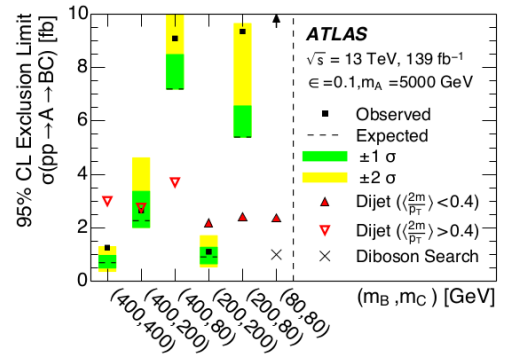 95% CL Exclusion Limit
σ(pp → A → BC) [fb]
10
8
6
4
2
0
ATLAS
√s = 13 TeV, 139 fb⁻¹
∈ =0.1,m_A =5000 GeV
Observed
Expected
±1 σ
±2 σ
Dijet (⟨2m/p_T⟩ <0.4)
Dijet (⟨2m/p_T⟩ >0.4)
Diboson Search
(400,400)
(400,200)
(400,80)
(200,200)
(200,80)
(80,80)
(m_B ,m_C ) [GeV]